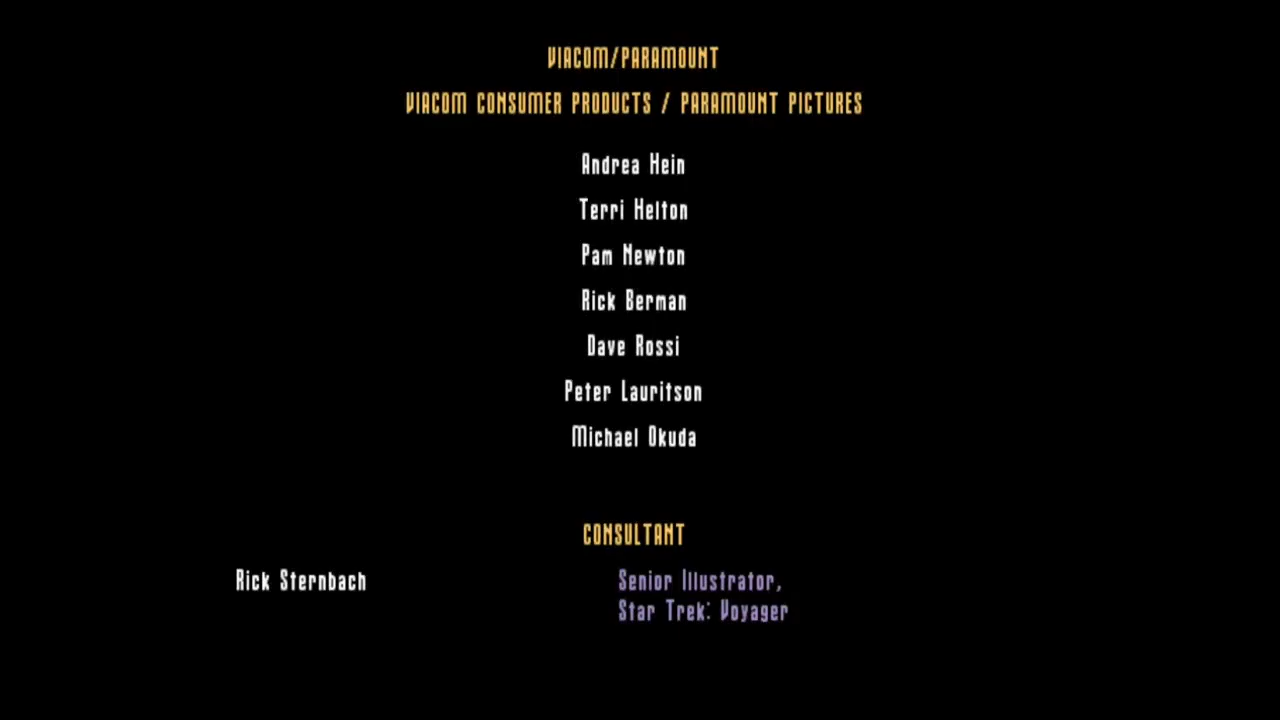 VIACOM/PARAMOUNT
VIACOM CONSUMER PRODUCTS / PARAMOUNT PICTURES
Andrea Hein
Terri Helton
Pam Newton
Rick Berman
Dave Rossi
Peter Lauritson
Michael Okuda
CONSULTANT
Rick Sternbach Senior Illustrator,
Star Trek: Voyager